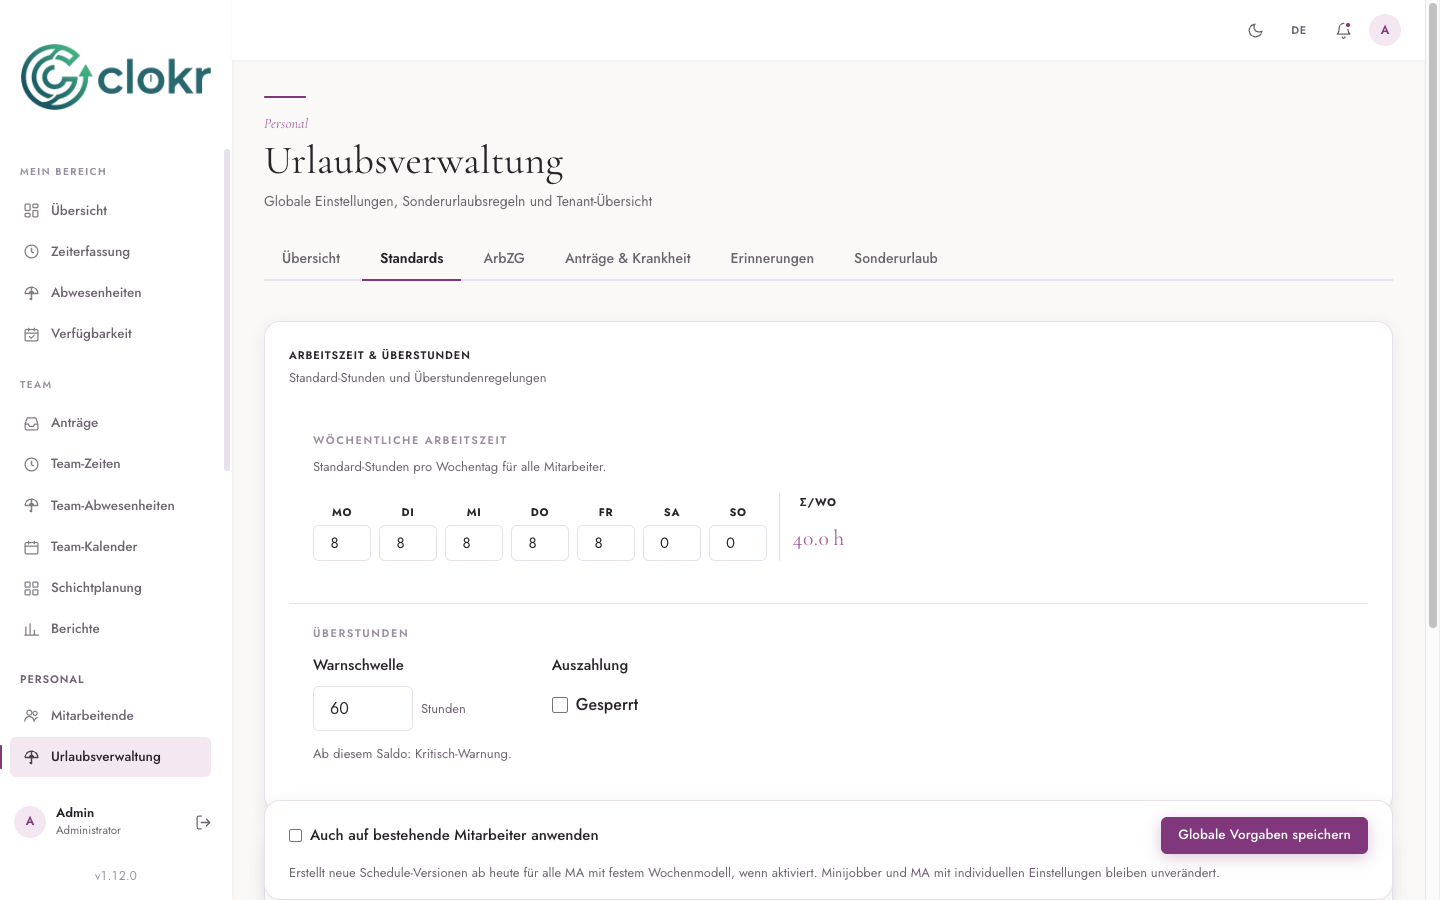 clokr
MEIN BEREICH
Übersicht
Zeiterfassung
Abwesenheiten
Verfügbarkeit
TEAM
Anträge
Team-Zeiten
Team-Abwesenheiten
Team-Kalender
Schichtplanung
Berichte
PERSONAL
Mitarbeitende
Urlaubsverwaltung
A
Admin
Administrator
v1.12.0
DE
A
Personal
Urlaubsverwaltung
Globale Einstellungen, Sonderurlaubsregeln und Tenant-Übersicht
Übersicht Standards ArbZG Anträge & Krankheit Erinnerungen Sonderurlaub
ARBEITSZEIT & ÜBERSTUNDEN
Standard-Stunden und Überstundenregelungen
WÖCHENTLICHE ARBEITSZEIT
Standard-Stunden pro Wochentag für alle Mitarbeiter.
MO DI MI DO FR SA SO Σ/WO
8 8 8 8 8 0 0 40.0 h
ÜBERSTUNDEN
Warnschwelle Auszahlung
60 Stunden Gesperrt
Ab diesem Saldo: Kritisch-Warnung.
Auch auf bestehende Mitarbeiter anwenden Globale Vorgaben speichern
Erstellt neue Schedule-Versionen ab heute für alle MA mit festem Wochenmodell, wenn aktiviert. Minijobber und MA mit individuellen Einstellungen bleiben unverändert.